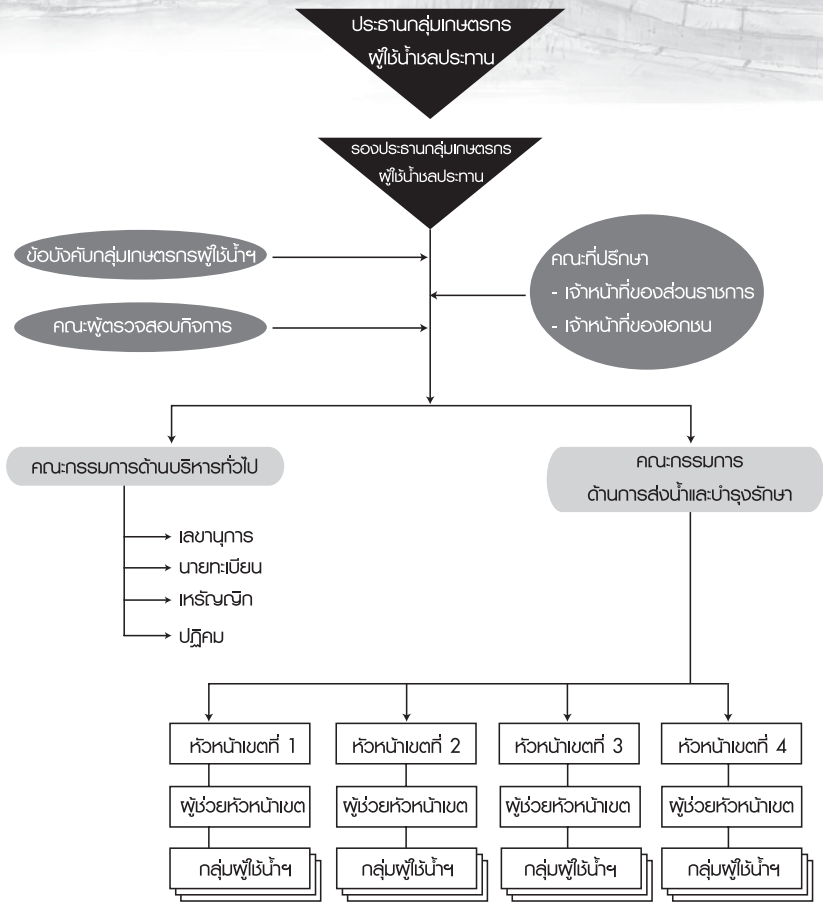 ประธานกลุ่มเกษตรกร
ผู้ใช้น้ำชลประทาน
รองประธานกลุ่มเกษตรกร
ผู้ใช้น้ำชลประทาน
ข้อบังคับกลุ่มเกษตรกรผู้ใช้น้ำฯ
คณะผู้ตรวจสอบกิจการ
คณะที่ปรึกษา
- เจ้าหน้าที่ของส่วนราชการ
- เจ้าหน้าที่ของเอกชน
คณะกรรมการด้านบริหารทั่วไป
เลขานุการ
นายทะเบียน
เหรัญญิก
ปฏิคม
คณะกรรมการ
ด้านการส่งน้ำและบำรุงรักษา
หัวหน้าเขตที่ 1
หัวหน้าเขตที่ 2
หัวหน้าเขตที่ 3
หัวหน้าเขตที่ 4
ผู้ช่วยหัวหน้าเขต
ผู้ช่วยหัวหน้าเขต
ผู้ช่วยหัวหน้าเขต
ผู้ช่วยหัวหน้าเขต
กลุ่มผู้ใช้น้ำฯ
กลุ่มผู้ใช้น้ำฯ
กลุ่มผู้ใช้น้ำฯ
กลุ่มผู้ใช้น้ำฯ